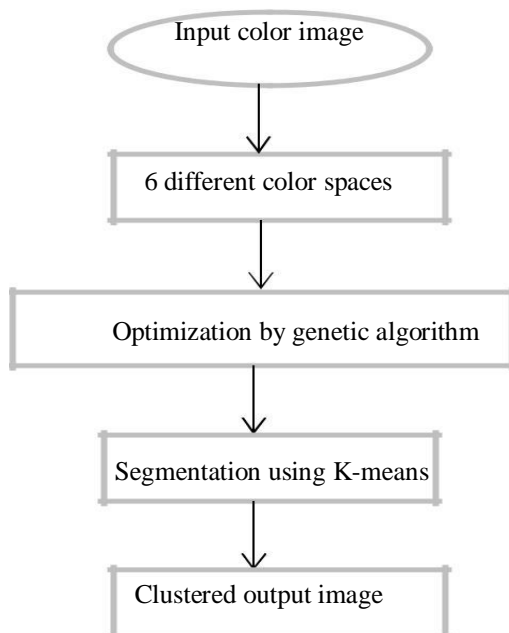 Input color image
6 different color spaces
Optimization by genetic algorithm
Segmentation using K-means
Clustered output image